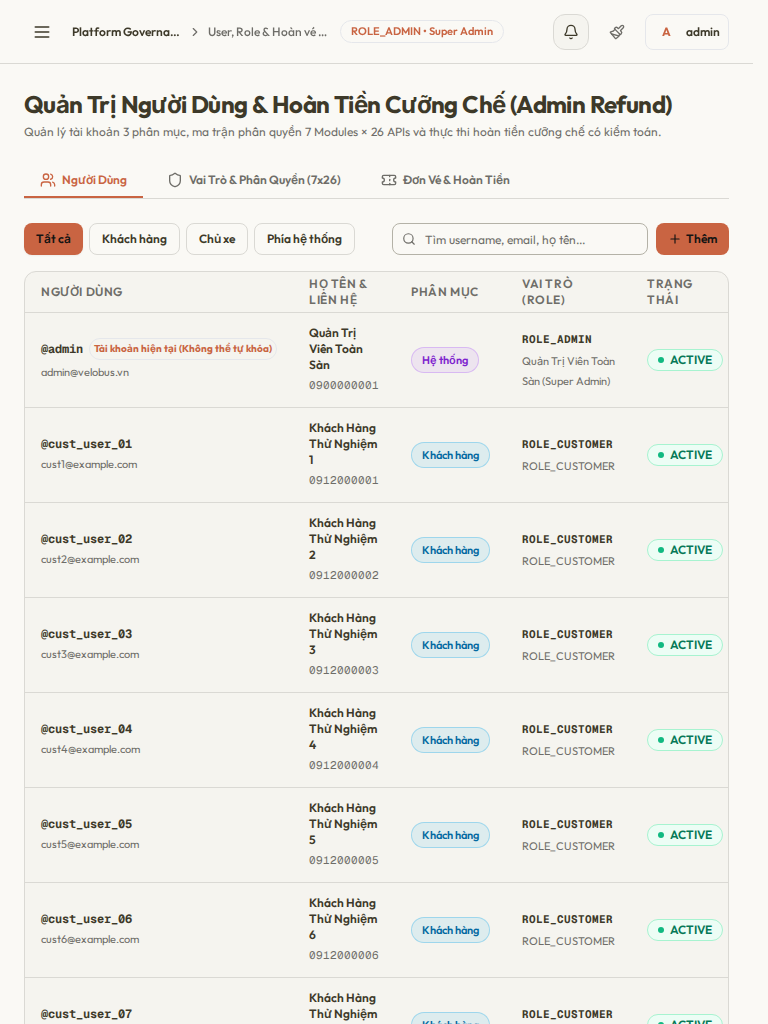 Platform Governa... > User, Role & Hoàn vé ... ROLE_ADMIN • Super Admin A admin
Quản Trị Người Dùng & Hoàn Tiền Cưỡng Chế (Admin Refund)
Quản lý tài khoản 3 phân mục, ma trận phân quyền 7 Modules × 26 APIs và thực thi hoàn tiền cưỡng chế có kiểm toán.
Người Dùng Vai Trò & Phân Quyền (7x26) Đơn Vé & Hoàn Tiền
Tất cả Khách hàng Chủ xe Phía hệ thống Tìm username, email, họ tên... + Thêm
NGƯỜI DÙNG HỌ TÊN & LIÊN HỆ PHÂN MỤC VAI TRÒ (ROLE) TRẠNG THÁI
@admin Tài khoản hiện tại (Không thể tự khóa)
admin@velobus.vn
Quản Trị
Viên Toàn
Sàn
0900000001
Hệ thống
ROLE_ADMIN
Quản Trị Viên Toàn
Sàn (Super Admin)
ACTIVE
@cust_user_01
cust1@example.com
Khách Hàng
Thử Nghiệm
1
0912000001
Khách hàng
ROLE_CUSTOMER
ROLE_CUSTOMER
ACTIVE
@cust_user_02
cust2@example.com
Khách Hàng
Thử Nghiệm
2
0912000002
Khách hàng
ROLE_CUSTOMER
ROLE_CUSTOMER
ACTIVE
@cust_user_03
cust3@example.com
Khách Hàng
Thử Nghiệm
3
0912000003
Khách hàng
ROLE_CUSTOMER
ROLE_CUSTOMER
ACTIVE
@cust_user_04
cust4@example.com
Khách Hàng
Thử Nghiệm
4
0912000004
Khách hàng
ROLE_CUSTOMER
ROLE_CUSTOMER
ACTIVE
@cust_user_05
cust5@example.com
Khách Hàng
Thử Nghiệm
5
0912000005
Khách hàng
ROLE_CUSTOMER
ROLE_CUSTOMER
ACTIVE
@cust_user_06
cust6@example.com
Khách Hàng
Thử Nghiệm
6
0912000006
Khách hàng
ROLE_CUSTOMER
ROLE_CUSTOMER
ACTIVE
@cust_user_07
Khách Hàng
Thử Nghiệm
Khách hàng
ROLE_CUSTOMER
ACTIVE